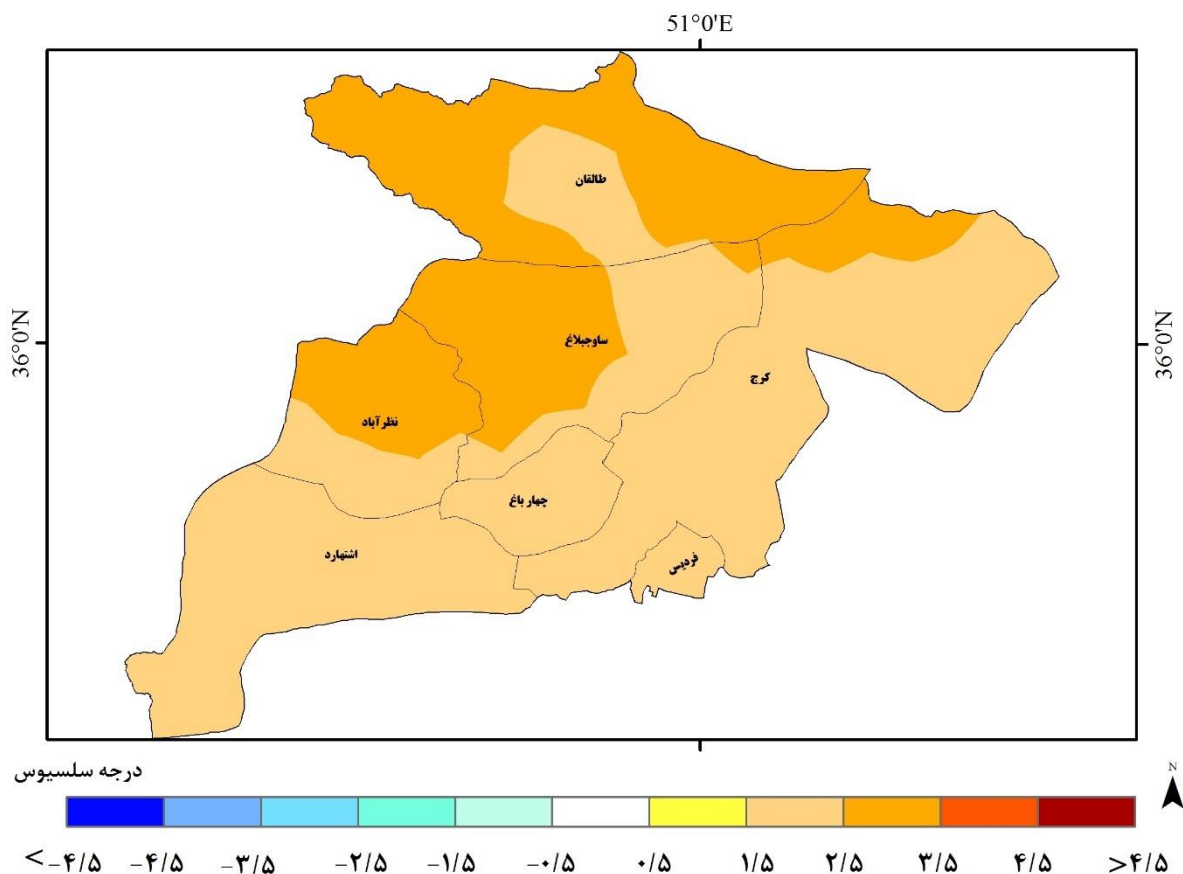 51°0'E
طالقان
36°0'N
36°0'N
ساوجبلاغ
کرج
نظرآباد
چهارباغ
اشتهارد
فردیس
درجه سلسیوس
N
<-۴/۵ -۴/۵ -۳/۵ -۲/۵ -۱/۵ -۰/۵ ۰/۵ ۱/۵ ۲/۵ ۳/۵ ۴/۵ >۴/۵